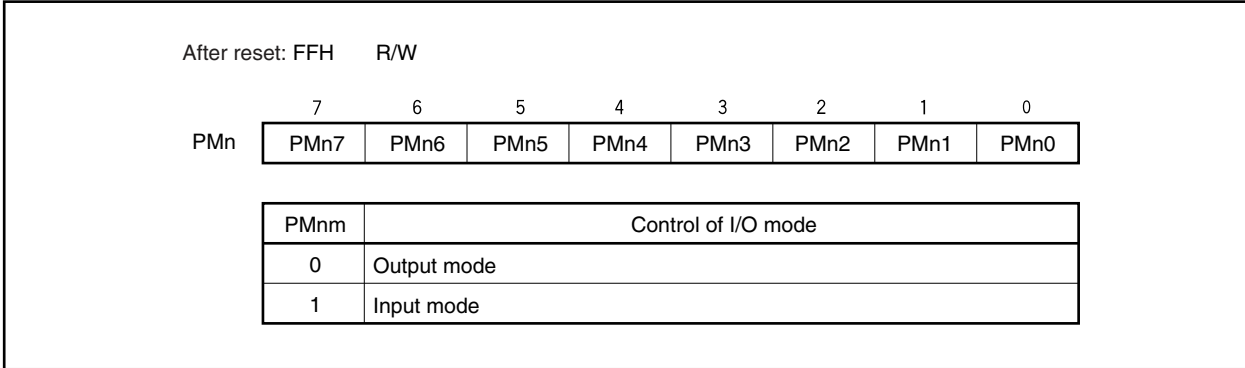 After reset: FFH R/W
7 6 5 4 3 2 1 0
PMn PMn7 PMn6 PMn5 PMn4 PMn3 PMn2 PMn1 PMn0
PMnm Control of I/O mode
0 Output mode
1 Input mode